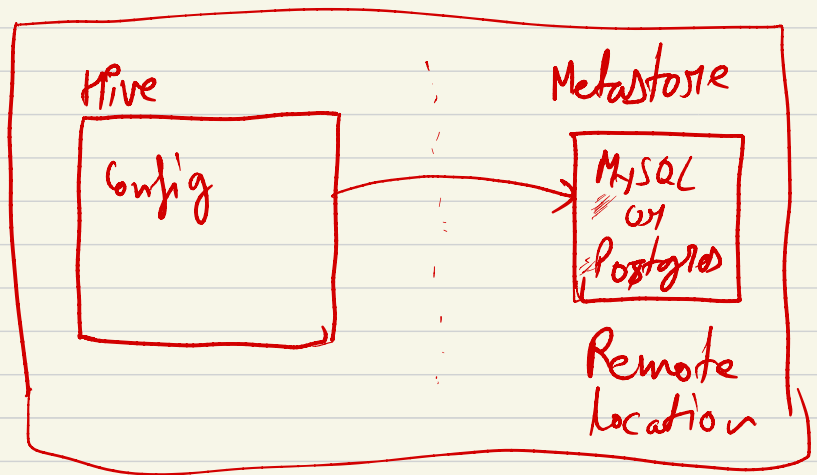 Hive
Config
Metastore
MySQL
or
Postgres
Remote
location